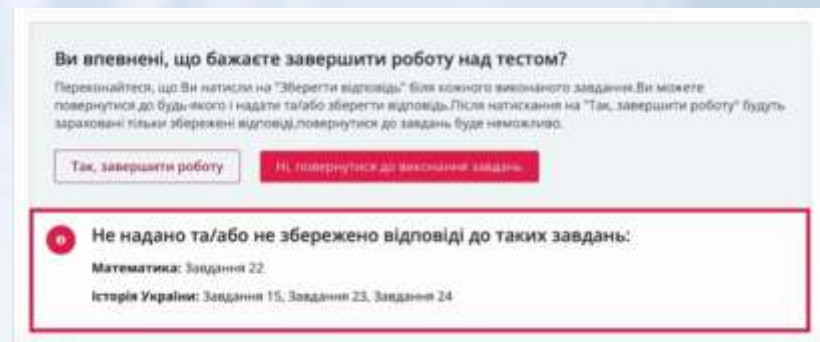 Ви впевнені, що бажаєте завершити роботу над тестом?
Переконайтеся, що Ви натисли на "Зберегти відповідь" біля кожного виконаного завдання.Ви можете
повернутися до будь-якого і надати та/або зберегти відповідь.Після натискання на "Так, завершити роботу" будуть
зараховані тільки збережені відповіді,повернутися до завдань буде неможливо.
Так, завершити роботу
Ні, повернутися до виконання завдань
Не надано та/або не збережено відповіді до таких завдань:
Математика: Завдання 22
Історія України: Завдання 15, Завдання 23, Завдання 24